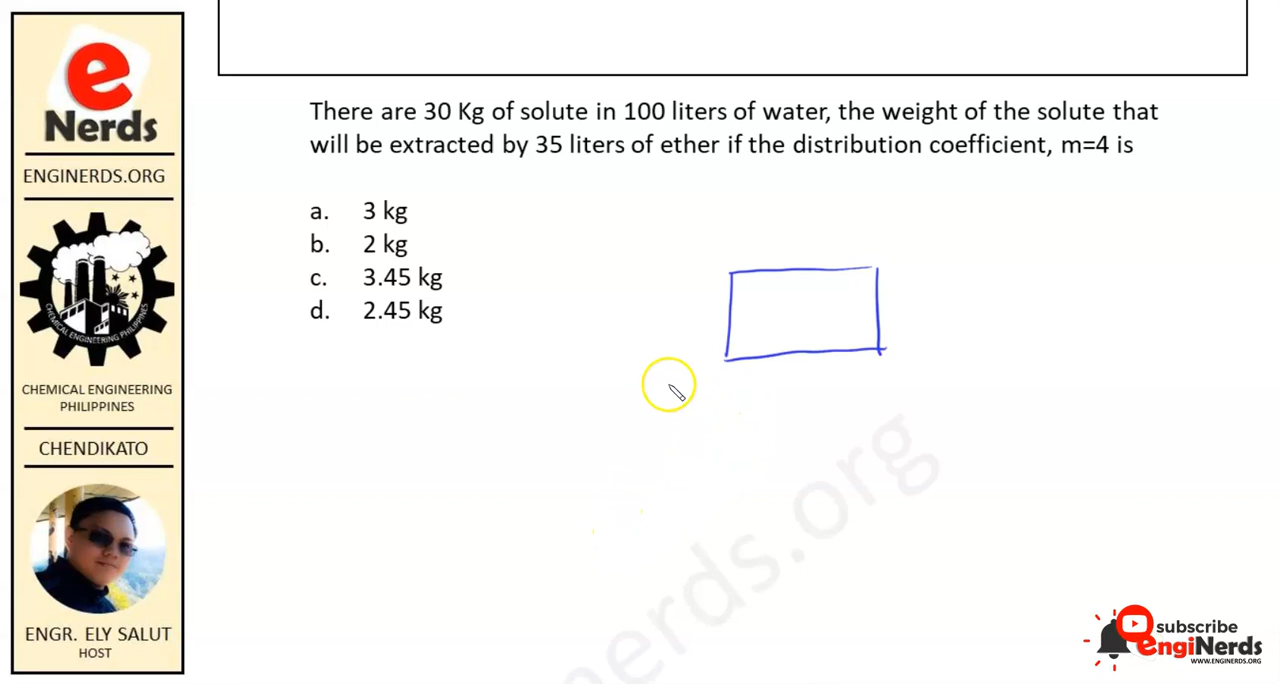 e
Nerds
ENGINERDS.ORG
CHEMICAL ENGINEERING PHILIPPINES
CHEMICAL ENGINEERING
PHILIPPINES
CHENDIKATO
ENGR. ELY SALUT
HOST
There are 30 Kg of solute in 100 liters of water, the weight of the solute that
will be extracted by 35 liters of ether if the distribution coefficient, m=4 is
a. 3 kg
b. 2 kg
c. 3.45 kg
d. 2.45 kg
nerds.org
subscribe
engiNerds
WWW.ENGINERDS.ORG